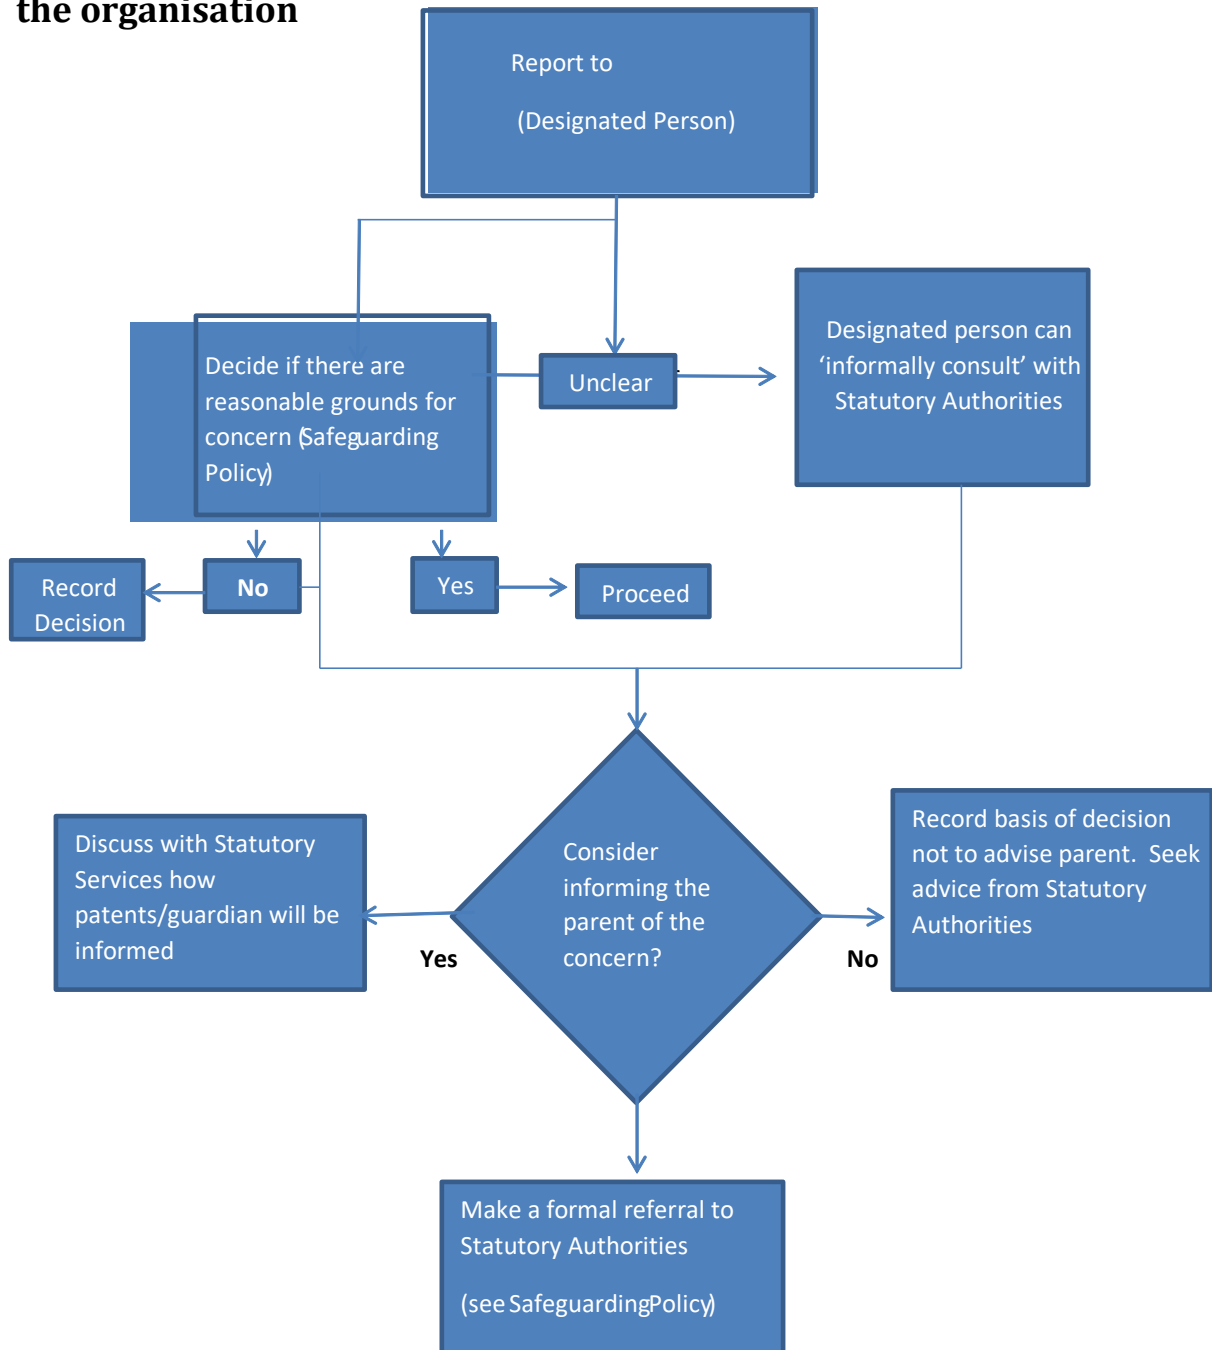 the organisation
Report to
(Designated Person)
Designated person can
‘informally consult’ with
Statutory Authorities
Decide if there are
reasonable grounds for
concern (Safeguarding
Policy)
Unclear
Record
Decision
No
Yes
Proceed
Consider
informing the
parent of the
concern?
Discuss with Statutory
Services how
patents/guardian will be
informed
Yes
No
Record basis of decision
not to advise parent.  Seek
advice from Statutory
Authorities
Make a formal referral to
Statutory Authorities
(see SafeguardingPolicy)